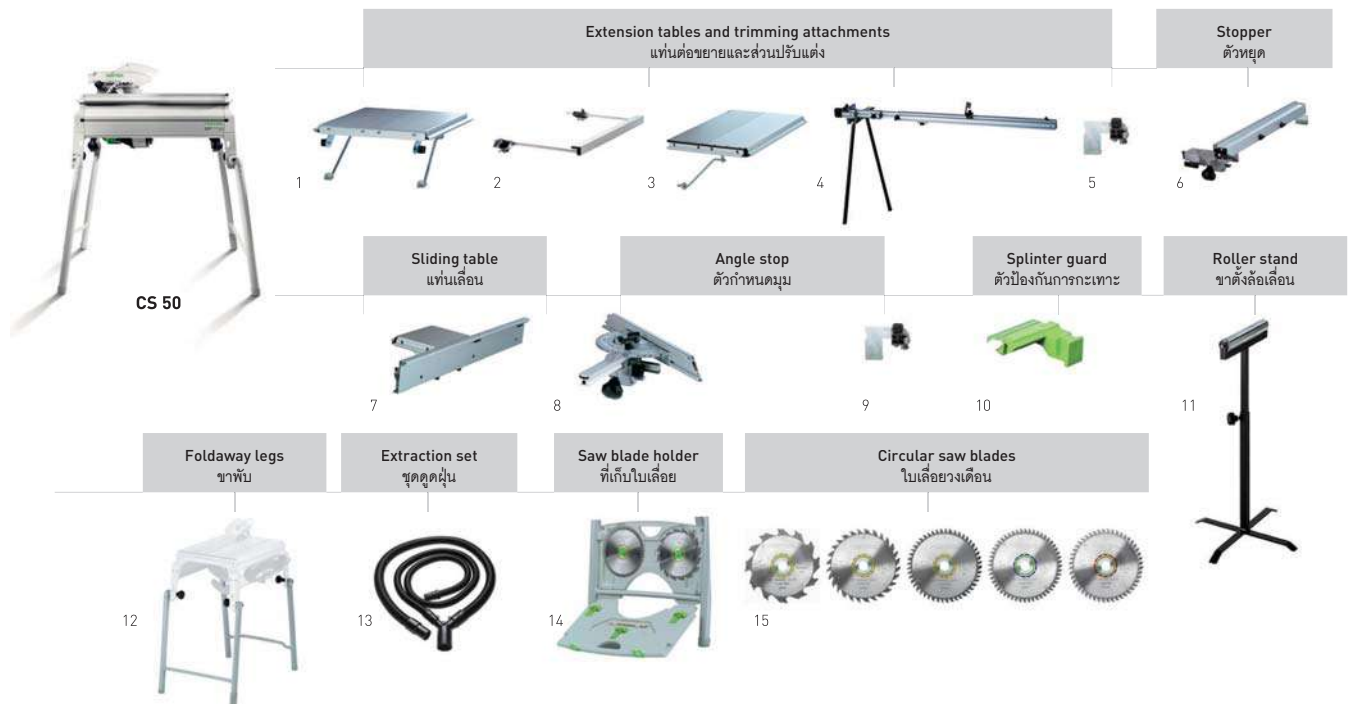 Extension tables and trimming attachments
แท่นต่อขยายและส่วนปรับแต่ง
Stopper
ตัวหยุด
1
2
3
4
5
6
CS 50
Sliding table
แท่นเลื่อน
Angle stop
ตัวกำหนดมุม
Splinter guard
ตัวป้องกันการกะเทาะ
Roller stand
ขาตั้งล้อเลื่อน
7
8
9
10
11
Foldaway legs
ขาพับ
Extraction set
ชุดดูดฝุ่น
Saw blade holder
ที่เก็บใบเลื่อย
Circular saw blades
ใบเลื่อยวงเดือน
12
13
14
15